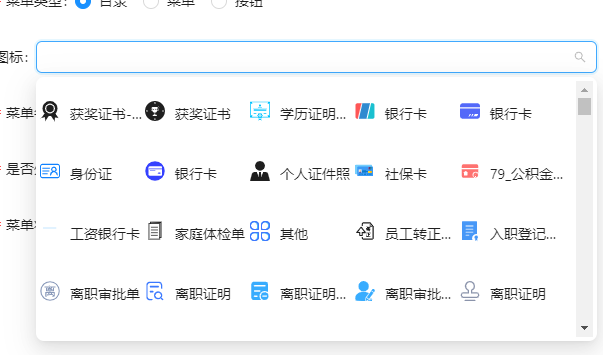 * 菜单类型: 目录 菜单 按钮
图标:
获奖证书-... 获奖证书 学历证明... 银行卡 银行卡
* 菜单
身份证 银行卡 个人证件照 社保卡 79_公积金...
* 是否
工资银行卡 家庭体检单 其他 员工转正... 入职登记...
* 菜单
离职审批单 离职证明 离职证明... 离职审批... 离职证明